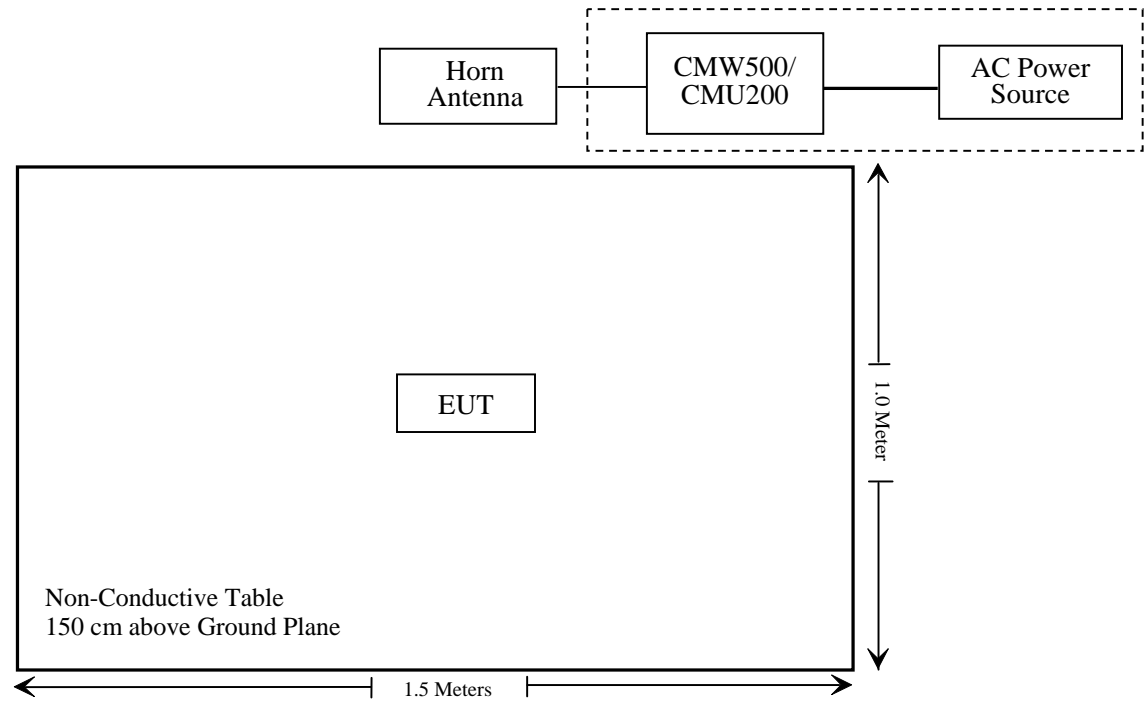 Horn
Antenna
CMW500/
CMU200
AC Power
Source
EUT
1.0 Meter
Non-Conductive Table
150 cm above Ground Plane
1.5 Meters